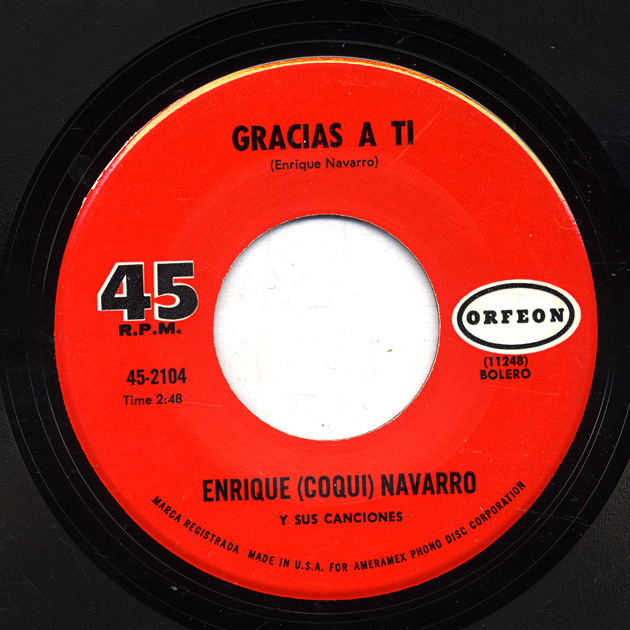 GRACIAS A TI
(Enrique Navarro)
45
R.P.M.
45-2104
Time 2:48
ORFEON
(11248)
BOLERO
ENRIQUE (COQUI) NAVARRO
Y SUS CANCIONES
MARCA REGISTRADA MADE IN U.S.A. FOR AMERAMEX PHONO DISC CORPORATION